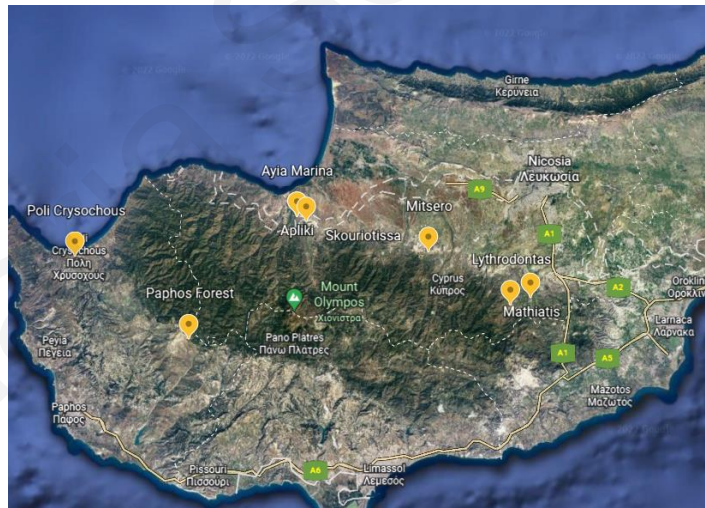 Girne
Κερύνεια
Nicosia
Λευκωσία
Ayia Marina
A9
Poli Crysochous
Apliki
Skouriotissa
Mitsero
A1
Crysochous
Πόλη
Χρυσοχούς
Lythrodontas
Cyprus
Κύπρος
Mount
Olympos
Χιονίστρα
Paphos Forest
A2
Mathiatis
Larnaca
Λάρνακα
Peyia
Πέγεια
Pano Platres
Πάνω Πλάτρες
A1
A5
Mazotos
Μαζωτός
Paphos
Πάφος
Pissouri
Πισσούρι
A6
Limassol
Λεμεσός